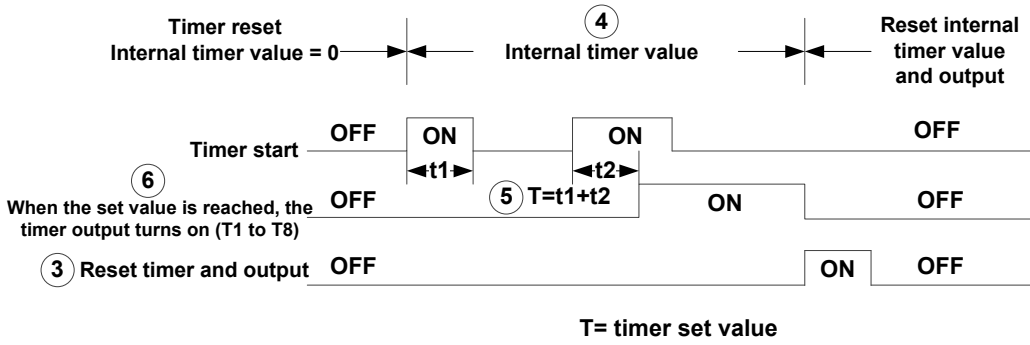 Timer reset
Internal timer value = 0
4
Internal timer value
Reset internal
timer value
and output
Timer start
OFF
ON
ON
OFF
t1
t2
6
When the set value is reached, the
timer output turns on (T1 to T8)
OFF
5 T=t1+t2
ON
OFF
3 Reset timer and output
OFF
ON
OFF
T= timer set value